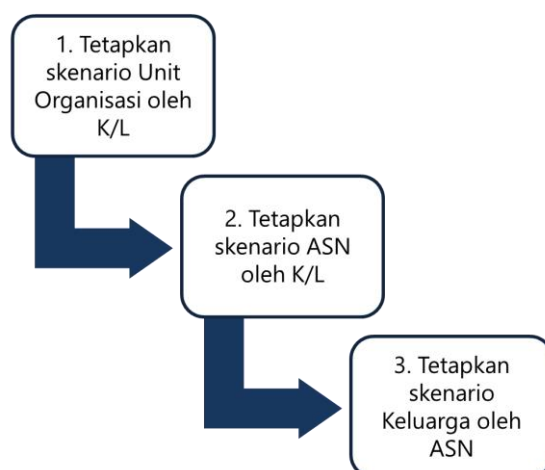 1. Tetapkan
skenario Unit
Organisasi oleh
K/L
2. Tetapkan
skenario ASN
oleh K/L
3. Tetapkan
skenario
Keluarga oleh
ASN